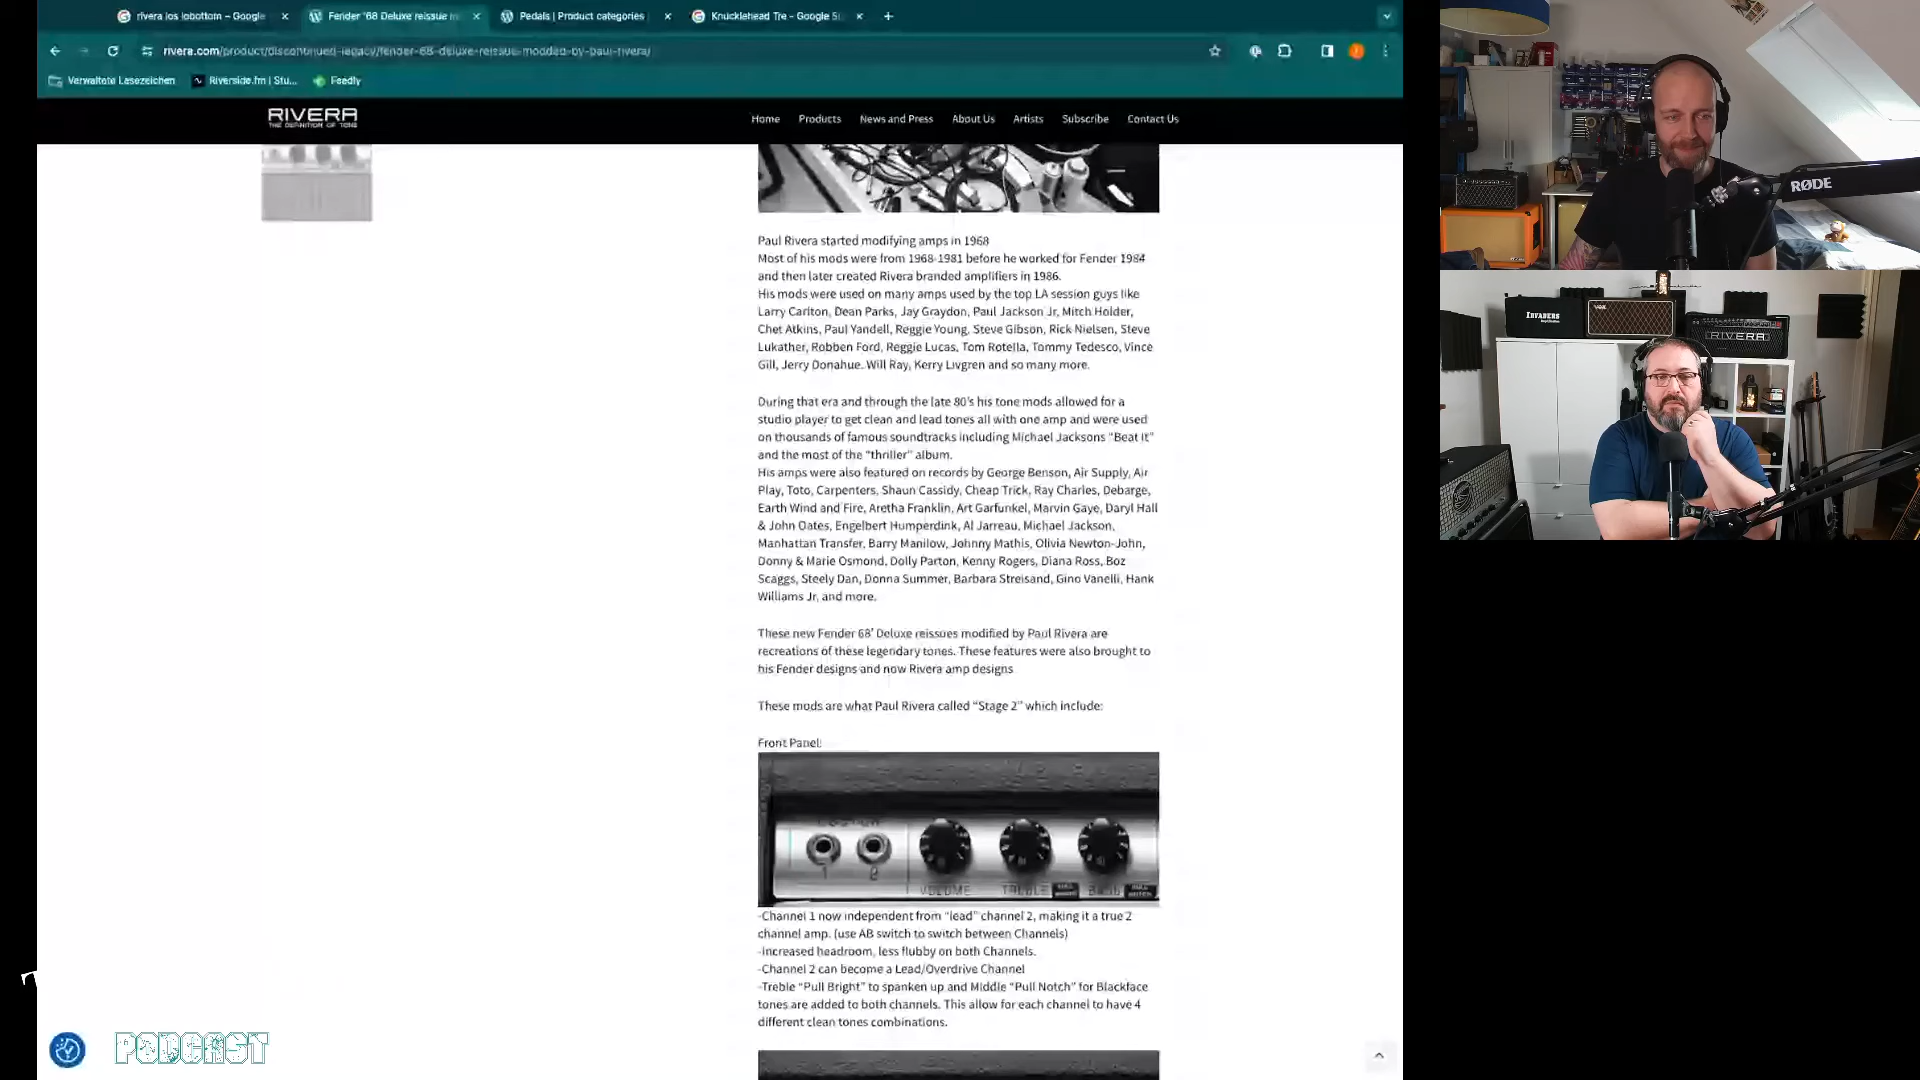 rivera los lobottom – Google
Fender '68 Deluxe reissue
Pedals | Product categories
Knucklehead Tre - Google
rivera.com/product/discontinued-legacy/fender-68-deluxe-reissue-modded-by-paul-rivera/
Verwaltete Lesezeichen
Riverside.fm | Stu...
Feedly
RIVERA
THE DEFINITION OF TONE
Home
Products
News and Press
About Us
Artists
Subscribe
Contact Us
Paul Rivera started modifying amps in 1968
Most of his mods were from 1968-1981 before he worked for Fender 1984
and then later created Rivera branded amplifiers in 1986.
His mods were used on many amps used by the top LA session guys like
Larry Carlton, Dean Parks, Jay Graydon, Paul Jackson Jr, Mitch Holder,
Chet Atkins, Paul Yandell, Reggie Young, Steve Gibson, Rick Nielsen, Steve
Lukather, Robben Ford, Reggie Lucas, Tom Rotella, Tommy Tedesco, Vince
Gill, Jerry Donahue..Will Ray, Kerry Livgren and so many more.
During that era and through the late 80's his tone mods allowed for a
studio player to get clean and lead tones all with one amp and were used
on thousands of famous soundtracks including Michael Jacksons “Beat It”
and the most of the “thriller” album.
His amps were also featured on records by George Benson, Air Supply, Air
Play, Toto, Carpenters, Shaun Cassidy, Cheap Trick, Ray Charles, Debarge,
Earth Wind and Fire, Aretha Franklin, Art Garfunkel, Marvin Gaye, Daryl Hall
& John Oates, Engelbert Humperdink, Al Jarreau, Michael Jackson,
Manhattan Transfer, Barry Manilow, Johnny Mathis, Olivia Newton-John,
Donny & Marie Osmond, Dolly Parton, Kenny Rogers, Diana Ross, Boz
Scaggs, Steely Dan, Donna Summer, Barbara Streisand, Gino Vanelli, Hank
Williams Jr, and more.
These new Fender 68’ Deluxe reissues modified by Paul Rivera are
recreations of these legendary tones. These features were also brought to
his Fender designs and now Rivera amp designs
These mods are what Paul Rivera called “Stage 2” which include:
Front Panel:
1
2
VOLUME
TREBLE
BASS
-Channel 1 now independent from “lead” channel 2, making it a true 2
channel amp. (use AB switch to switch between Channels)
-Increased headroom, less flubby on both Channels.
-Channel 2 can become a Lead/Overdrive Channel
-Treble “Pull Bright” to spanken up and Middle “Pull Notch” for Blackface
tones are added to both channels. This allow for each channel to have 4
different clean tones combinations.
PODCAST
RØDE
INVADERS
VOX
RIVERA